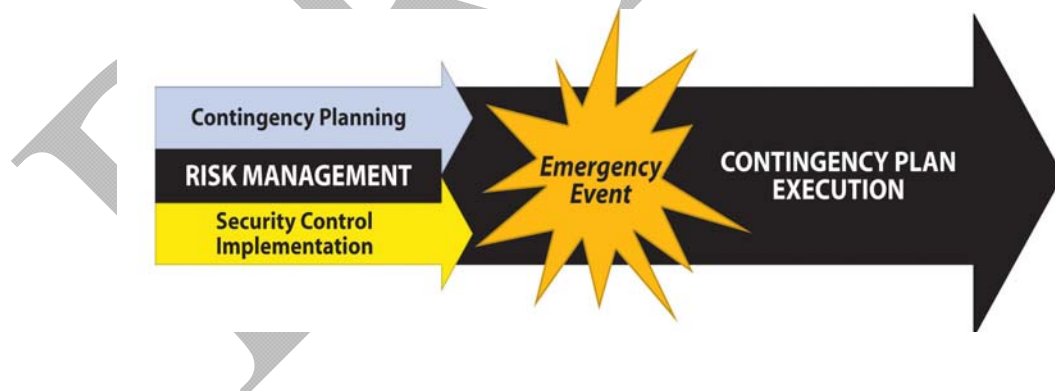 Contingency Planning
RISK MANAGEMENT
Security Control
Implementation
Emergency
Event
CONTINGENCY PLAN
EXECUTION